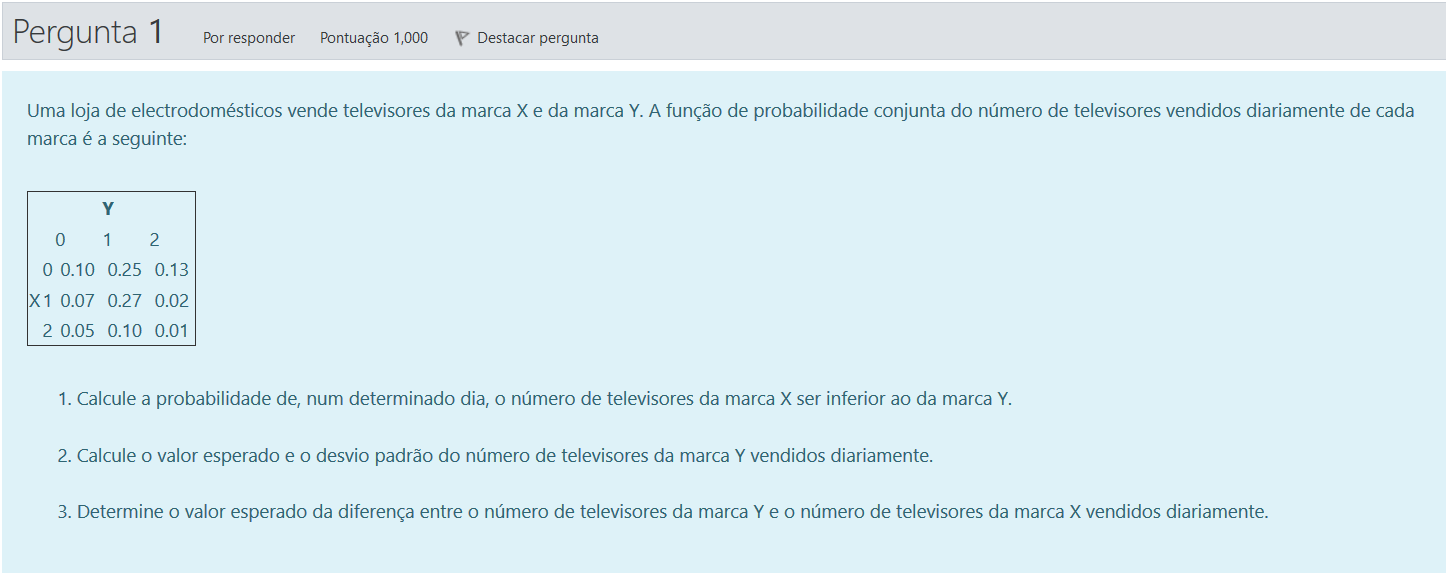 Pergunta 1 Por responder Pontuação 1,000 Destacar pergunta
Uma loja de electrodomésticos vende televisores da marca X e da marca Y. A função de probabilidade conjunta do número de televisores vendidos diariamente de cada
marca é a seguinte:
Y
0 1 2
0 0.10 0.25 0.13
X 1 0.07 0.27 0.02
2 0.05 0.10 0.01
1. Calcule a probabilidade de, num determinado dia, o número de televisores da marca X ser inferior ao da marca Y.
2. Calcule o valor esperado e o desvio padrão do número de televisores da marca Y vendidos diariamente.
3. Determine o valor esperado da diferença entre o número de televisores da marca Y e o número de televisores da marca X vendidos diariamente.